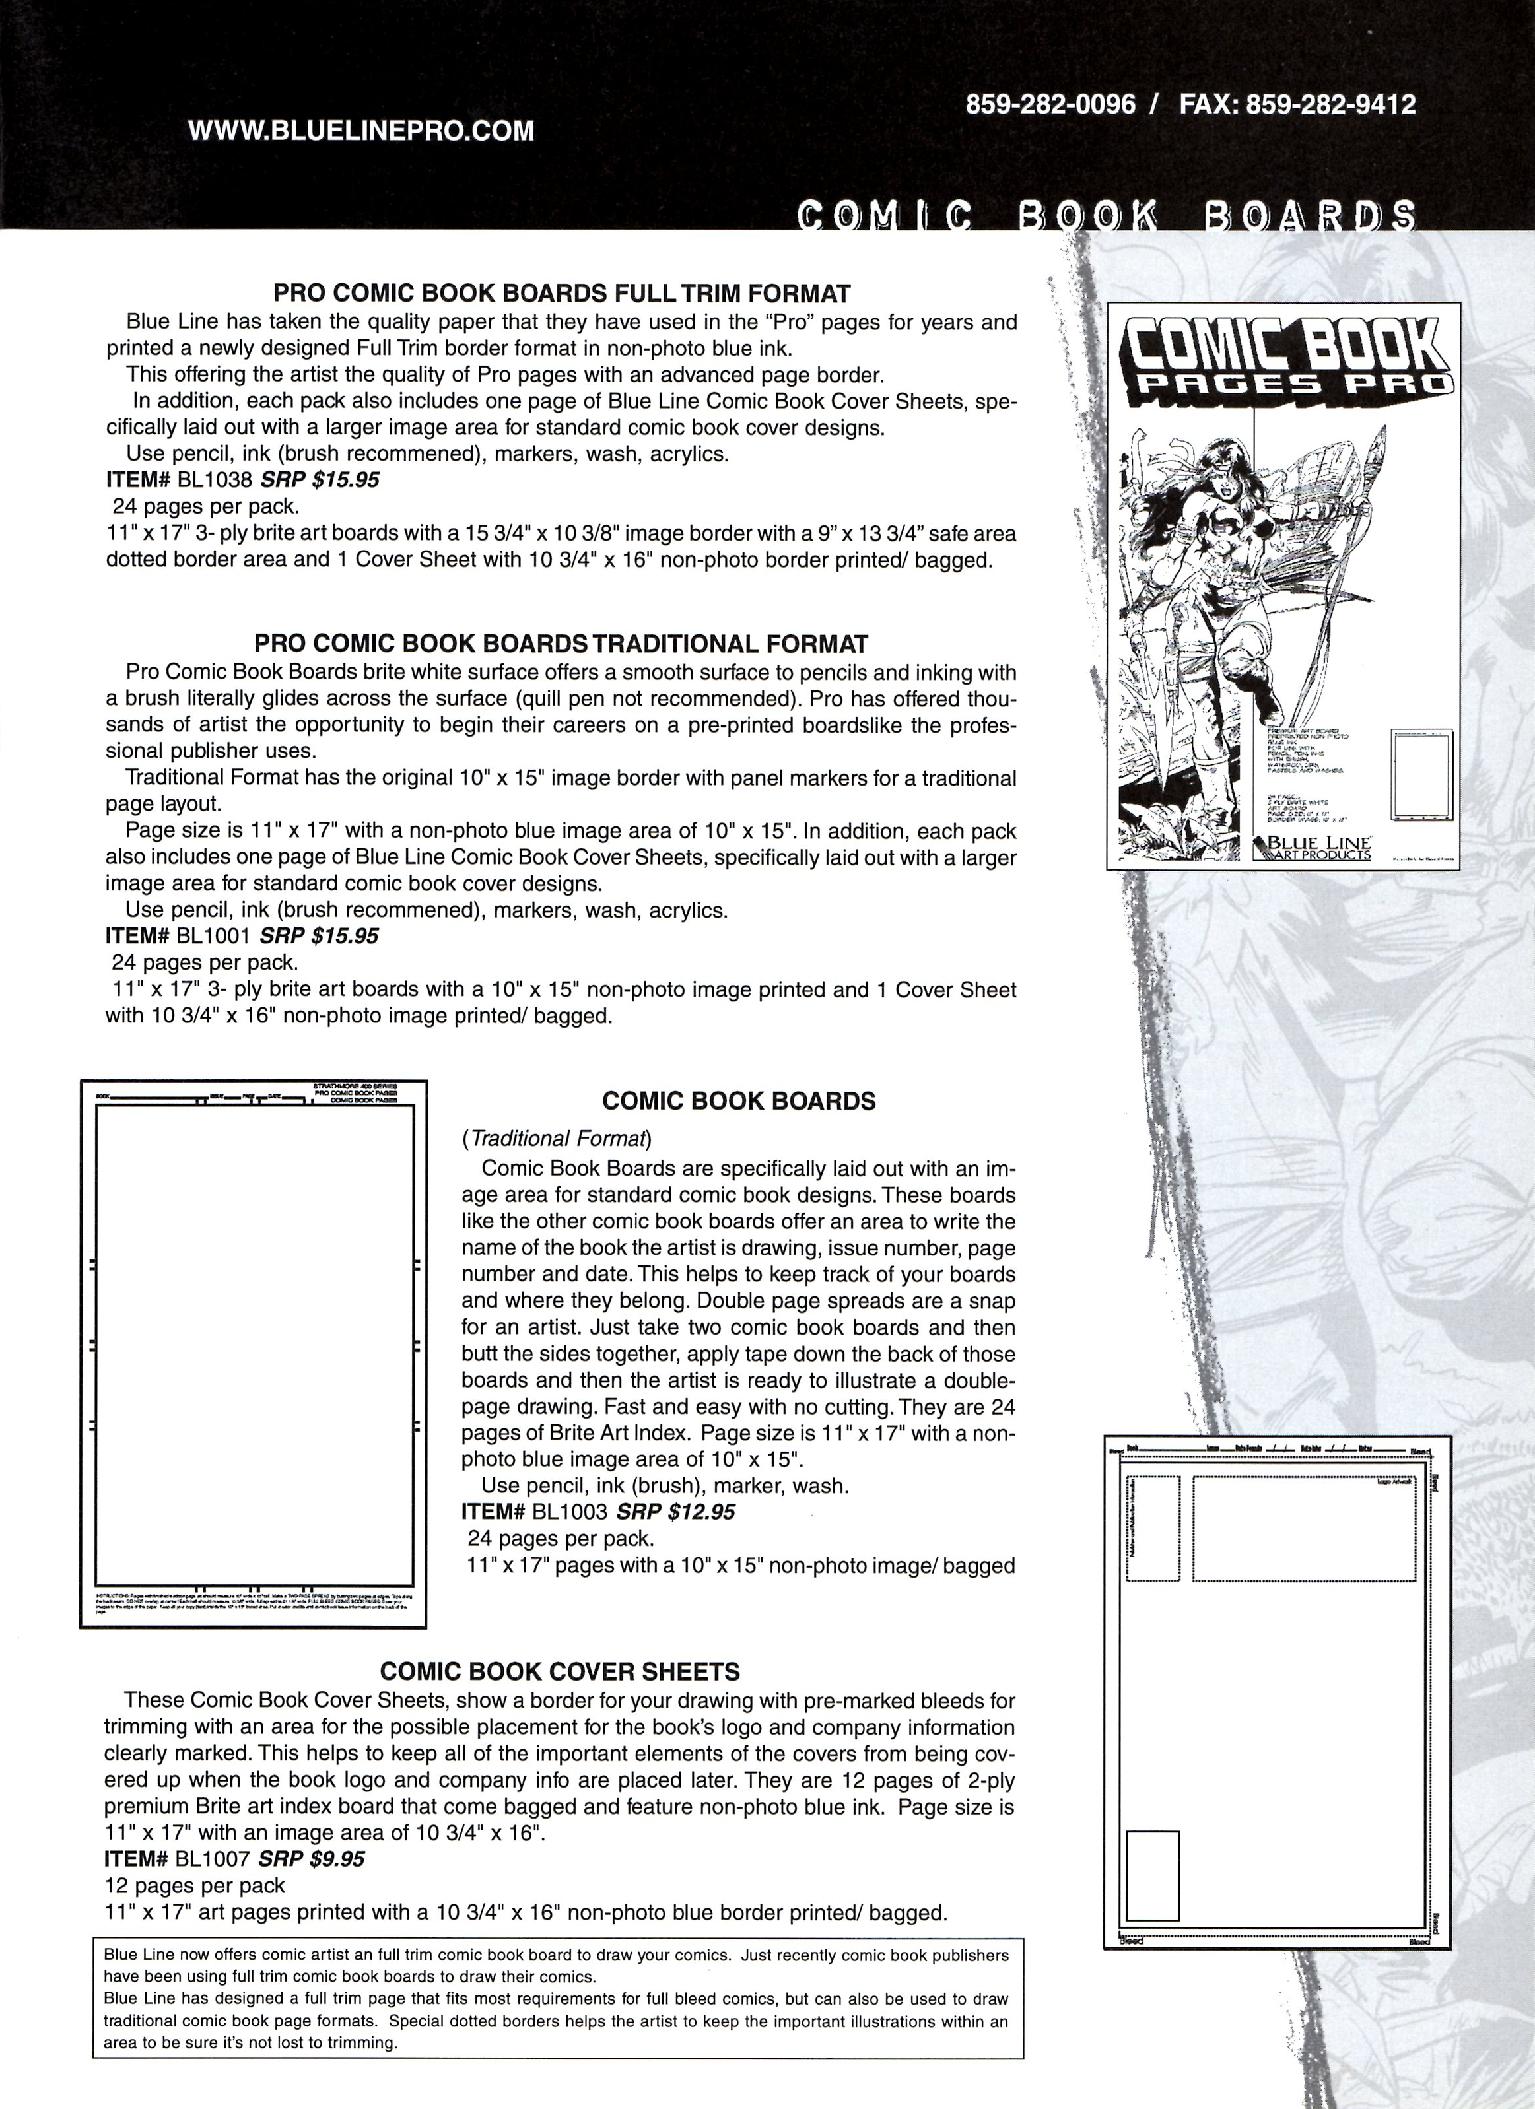 859-282-0096 / FAX: 859-282-9412
WWW.BLUELINEPRO.COM
COMIC BOOK BOARDS
PRO COMIC BOOK BOARDS FULL TRIM FORMAT
Blue Line has taken the quality paper that they have used in the “Pro” pages for years and
printed a newly designed Full Trim border format in non-photo blue ink.
This offering the artist the quality of Pro pages with an advanced page border.
In addition, each pack also includes one page of Blue Line Comic Book Cover Sheets, spe-
cifically laid out with a larger image area for standard comic book cover designs.
Use pencil, ink (brush recommened), markers, wash, acrylics.
ITEM# BL1038 SRP $15.95
24 pages per pack.
11" x 17" 3- ply brite art boards with a 15 3/4" x 10 3/8" image border with a 9” x 13 3/4” safe area
dotted border area and 1 Cover Sheet with 10 3/4" x 16" non-photo border printed/ bagged.
COMIC BOOK
PAGES PRO
BLUE LINE
ART PRODUCTS
PRO COMIC BOOK BOARDS TRADITIONAL FORMAT
Pro Comic Book Boards brite white surface offers a smooth surface to pencils and inking with
a brush literally glides across the surface (quill pen not recommended). Pro has offered thou-
sands of artist the opportunity to begin their careers on a pre-printed boardslike the profes-
sional publisher uses.
Traditional Format has the original 10" x 15" image border with panel markers for a traditional
page layout.
Page size is 11" x 17" with a non-photo blue image area of 10" x 15". In addition, each pack
also includes one page of Blue Line Comic Book Cover Sheets, specifically laid out with a larger
image area for standard comic book cover designs.
Use pencil, ink (brush recommened), markers, wash, acrylics.
ITEM# BL1001 SRP $15.95
24 pages per pack.
11" x 17" 3- ply brite art boards with a 10" x 15" non-photo image printed and 1 Cover Sheet
with 10 3/4" x 16" non-photo image printed/ bagged.
STRATHMORE 400 SERIES
PRO COMIC BOOK PAGES
COMIC BOOK PAGES
BOOK ISSUE PAGE DATE
COMIC BOOK BOARDS
(Traditional Format)
Comic Book Boards are specifically laid out with an im-
age area for standard comic book designs. These boards
like the other comic book boards offer an area to write the
name of the book the artist is drawing, issue number, page
number and date. This helps to keep track of your boards
and where they belong. Double page spreads are a snap
for an artist. Just take two comic book boards and then
butt the sides together, apply tape down the back of those
boards and then the artist is ready to illustrate a double-
page drawing. Fast and easy with no cutting. They are 24
pages of Brite Art Index. Page size is 11" x 17" with a non-
photo blue image area of 10" x 15".
Use pencil, ink (brush), marker, wash.
ITEM# BL1003 SRP $12.95
24 pages per pack.
11" x 17" pages with a 10" x 15" non-photo image/ bagged
Bleed Book Bleed
Logo Artwork
Bleed
Bleed
Bleed Bleed
COMIC BOOK COVER SHEETS
These Comic Book Cover Sheets, show a border for your drawing with pre-marked bleeds for
trimming with an area for the possible placement for the book's logo and company information
clearly marked. This helps to keep all of the important elements of the covers from being cov-
ered up when the book logo and company info are placed later. They are 12 pages of 2-ply
premium Brite art index board that come bagged and feature non-photo blue ink. Page size is
11" x 17" with an image area of 10 3/4" x 16".
ITEM# BL1007 SRP $9.95
12 pages per pack
11" x 17" art pages printed with a 10 3/4" x 16" non-photo blue border printed/ bagged.
Blue Line now offers comic artist an full trim comic book board to draw your comics. Just recently comic book publishers
have been using full trim comic book boards to draw their comics.
Blue Line has designed a full trim page that fits most requirements for full bleed comics, but can also be used to draw
traditional comic book page formats. Special dotted borders helps the artist to keep the important illustrations within an
area to be sure it's not lost to trimming.